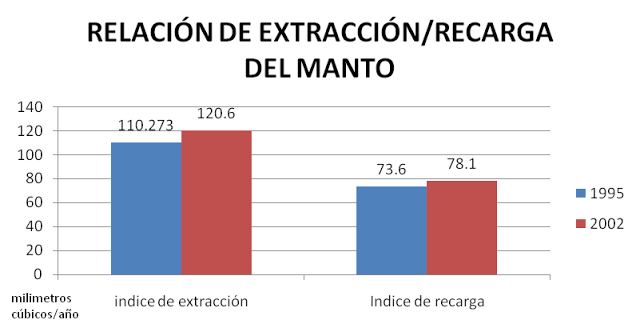 RELACIÓN DE EXTRACCIÓN/RECARGA
DEL MANTO
140
120
100
80
60
40
20
0
110.273
120.6
73.6
78.1
indice de extracción
Indice de recarga
1995
2002
milimetros
cúbicos/año